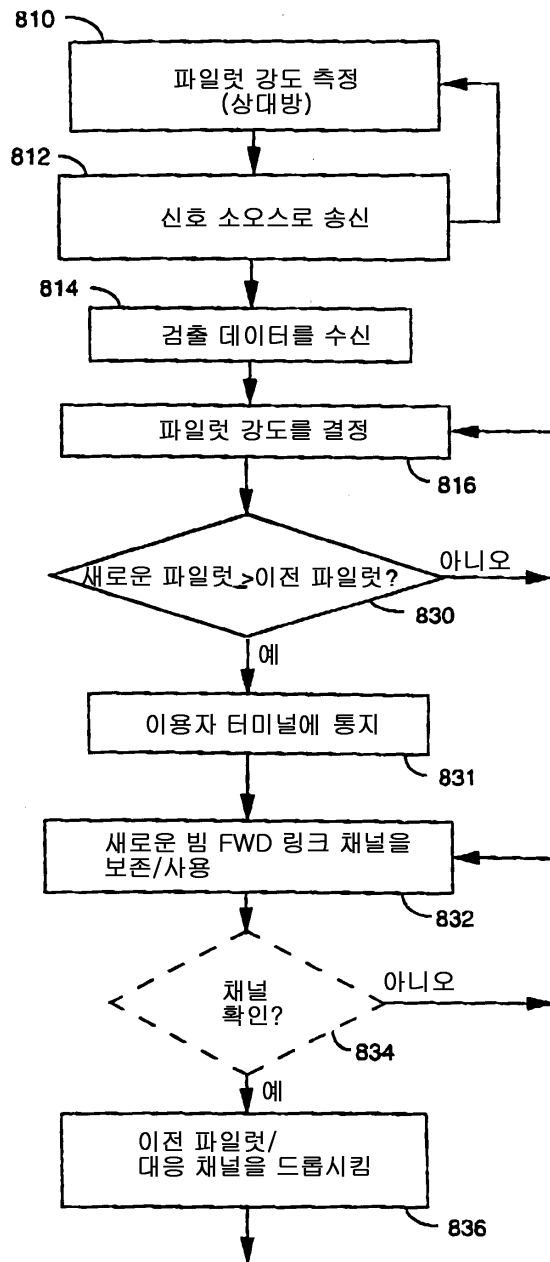 810
파일럿 강도 측정
(상대방)
812
신호 소오스로 송신
814
검출 데이터를 수신
파일럿 강도를 결정
816
새로운 파일럿≥이전 파일럿?
아니오
830
예
이용자 터미널에 통지
831
새로운 빔 FWD 링크 채널을
보존/사용
832
채널
확인?
아니오
834
예
이전 파일럿/
대응 채널을 드롭시킴
836